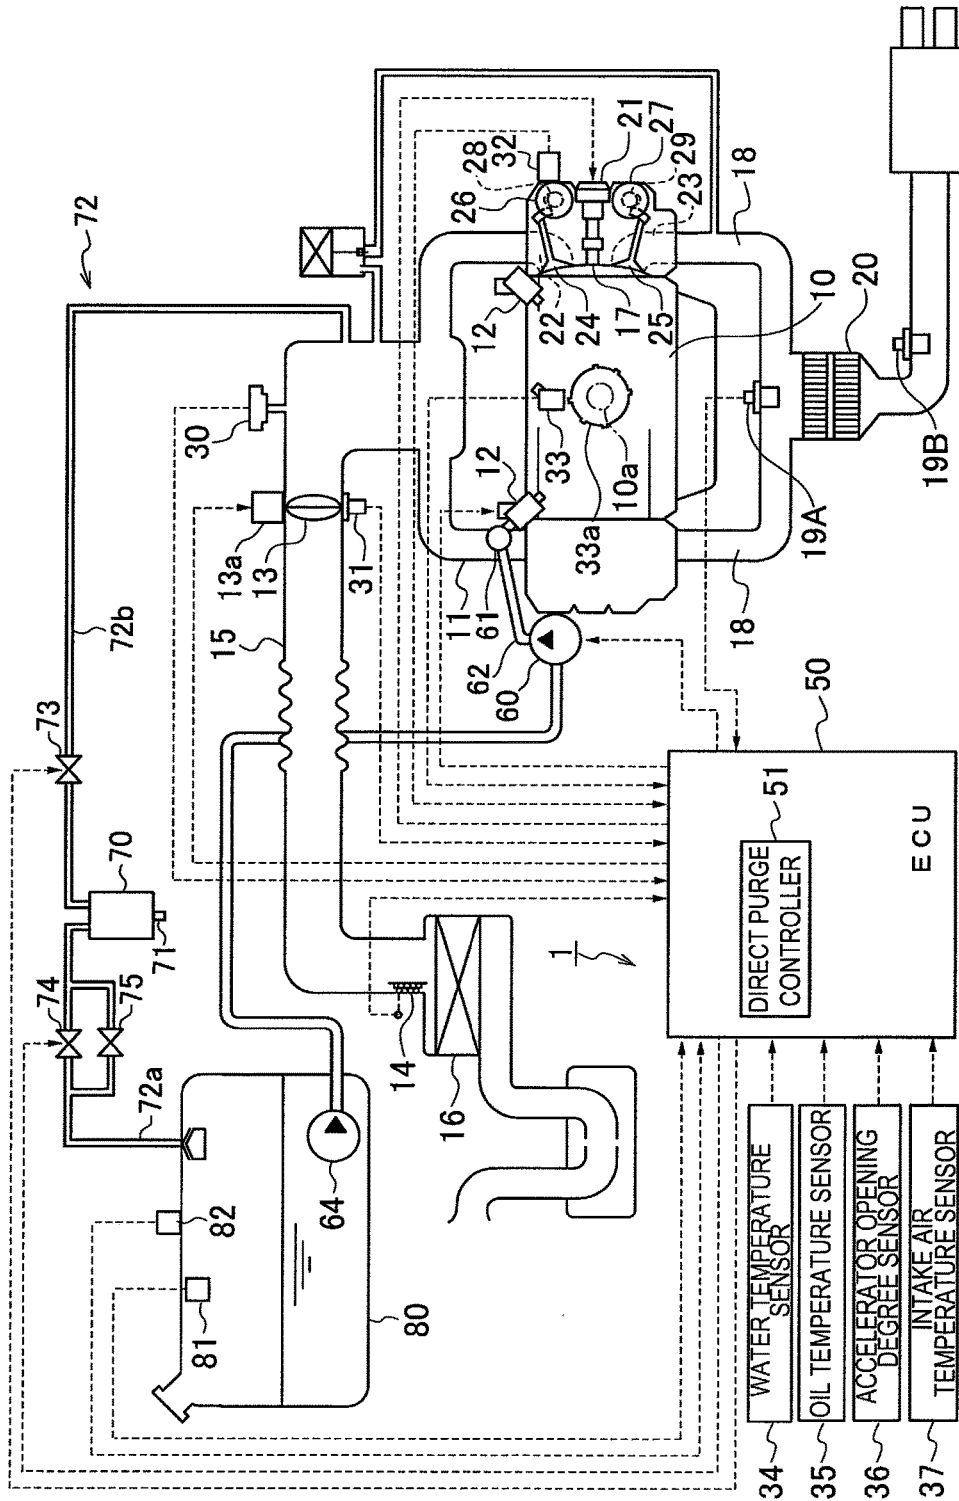 72
72b
73
70
71
74
75
72a
82
81
80
64
30
13a
13
31
15
14
16
1
12
12
11
61
62
60
33
33a
10a
10
22
24
17
25
26
28
32
21
27
29
23
18
18
20
19A
19B
50
ECU
51
DIRECT PURGE
CONTROLLER
34
WATER TEMPERATURE
SENSOR
35
OIL TEMPERATURE SENSOR
36
ACCELERATOR OPENING
DEGREE SENSOR
37
INTAKE AIR
TEMPERATURE SENSOR